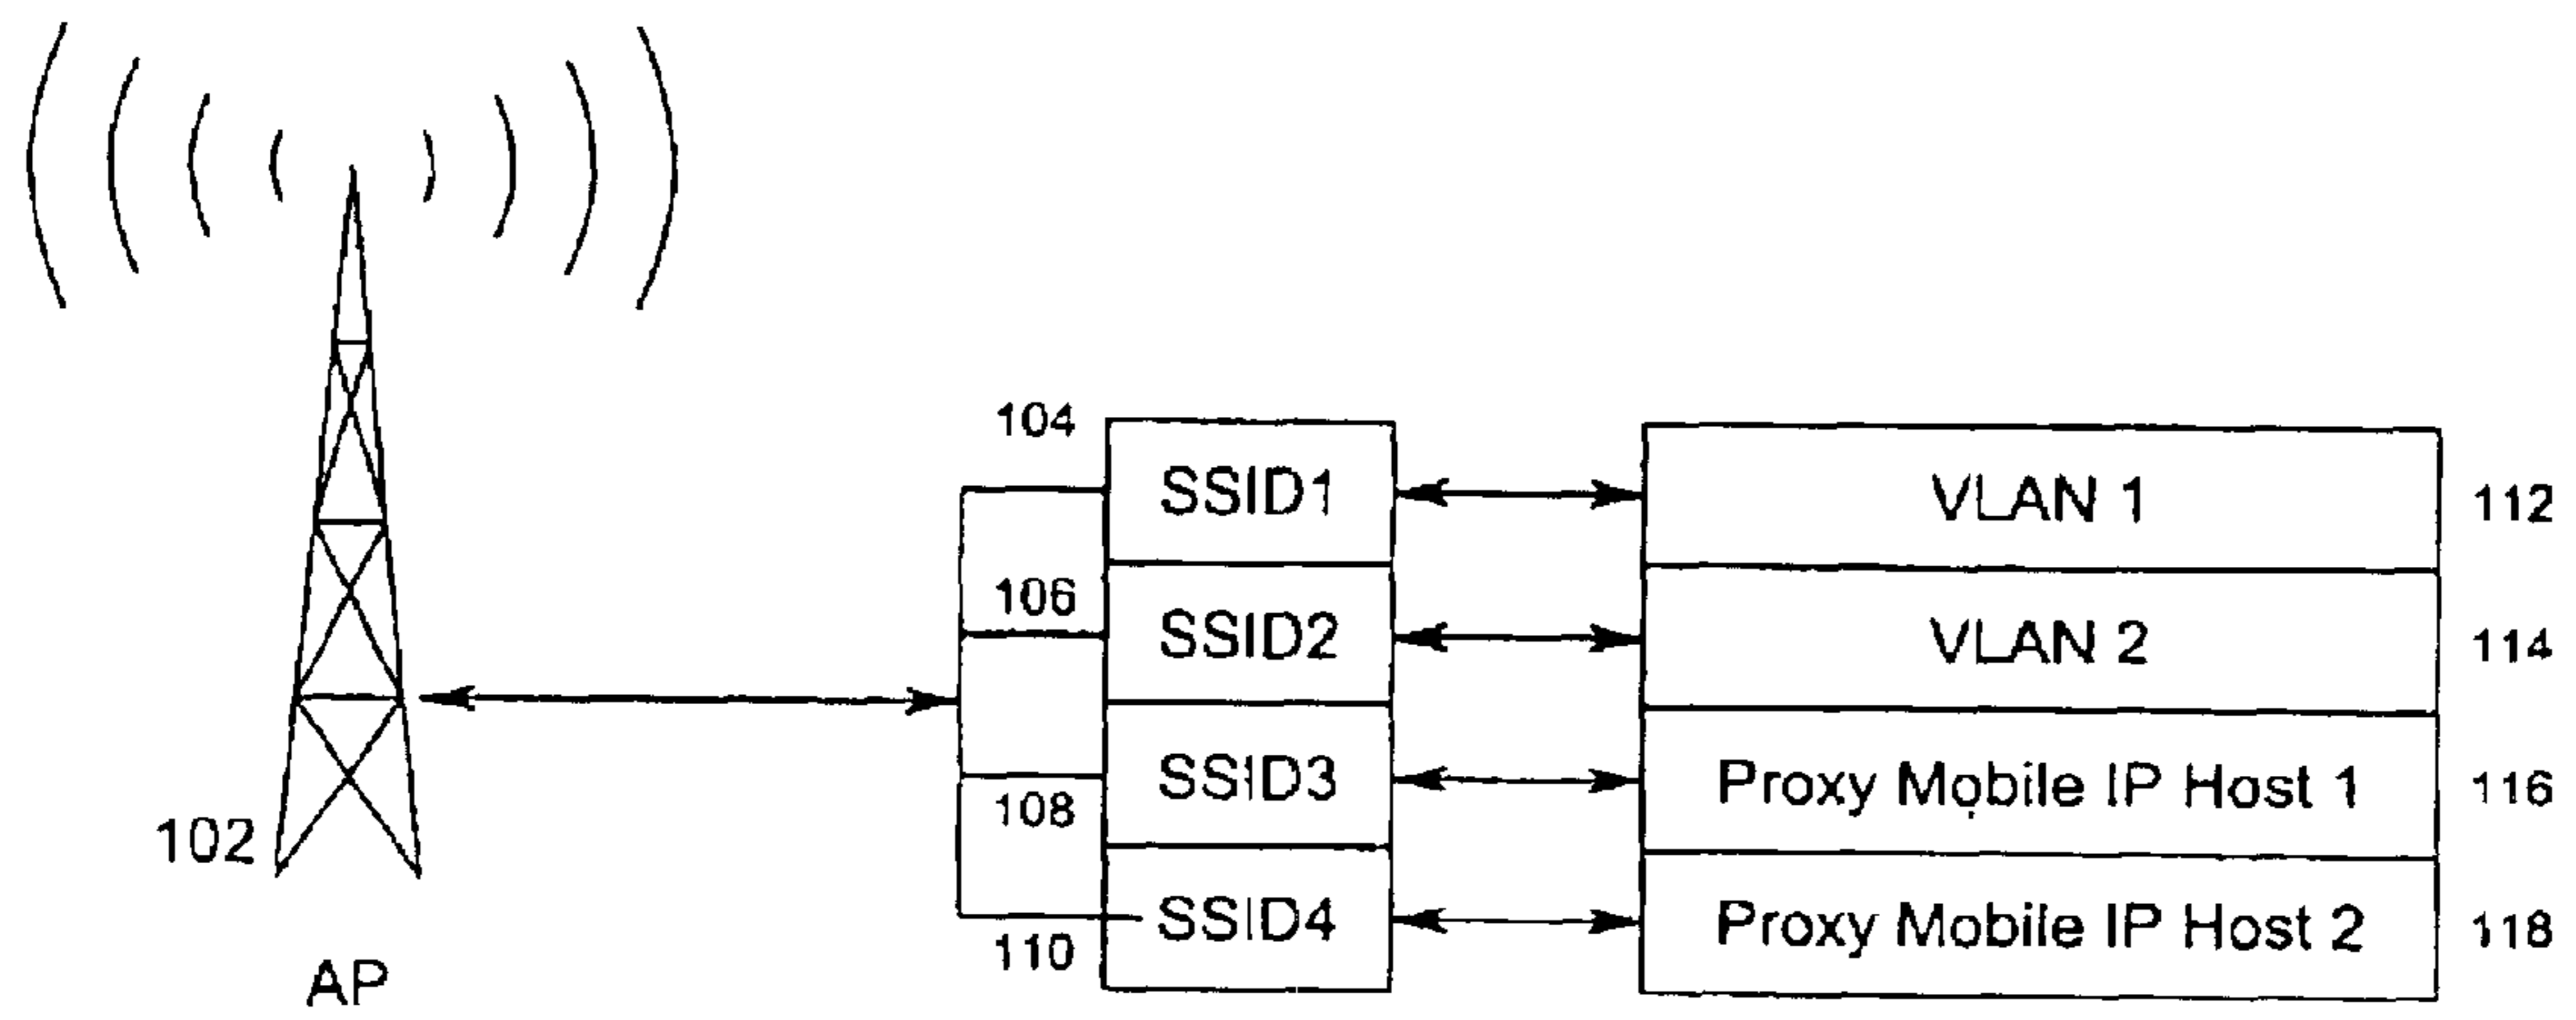 104
SSID1
VLAN 1
112
106
SSID2
VLAN 2
114
SSID3
Proxy Mobile IP Host 1
116
108
102
SSID4
Proxy Mobile IP Host 2
118
110
AP